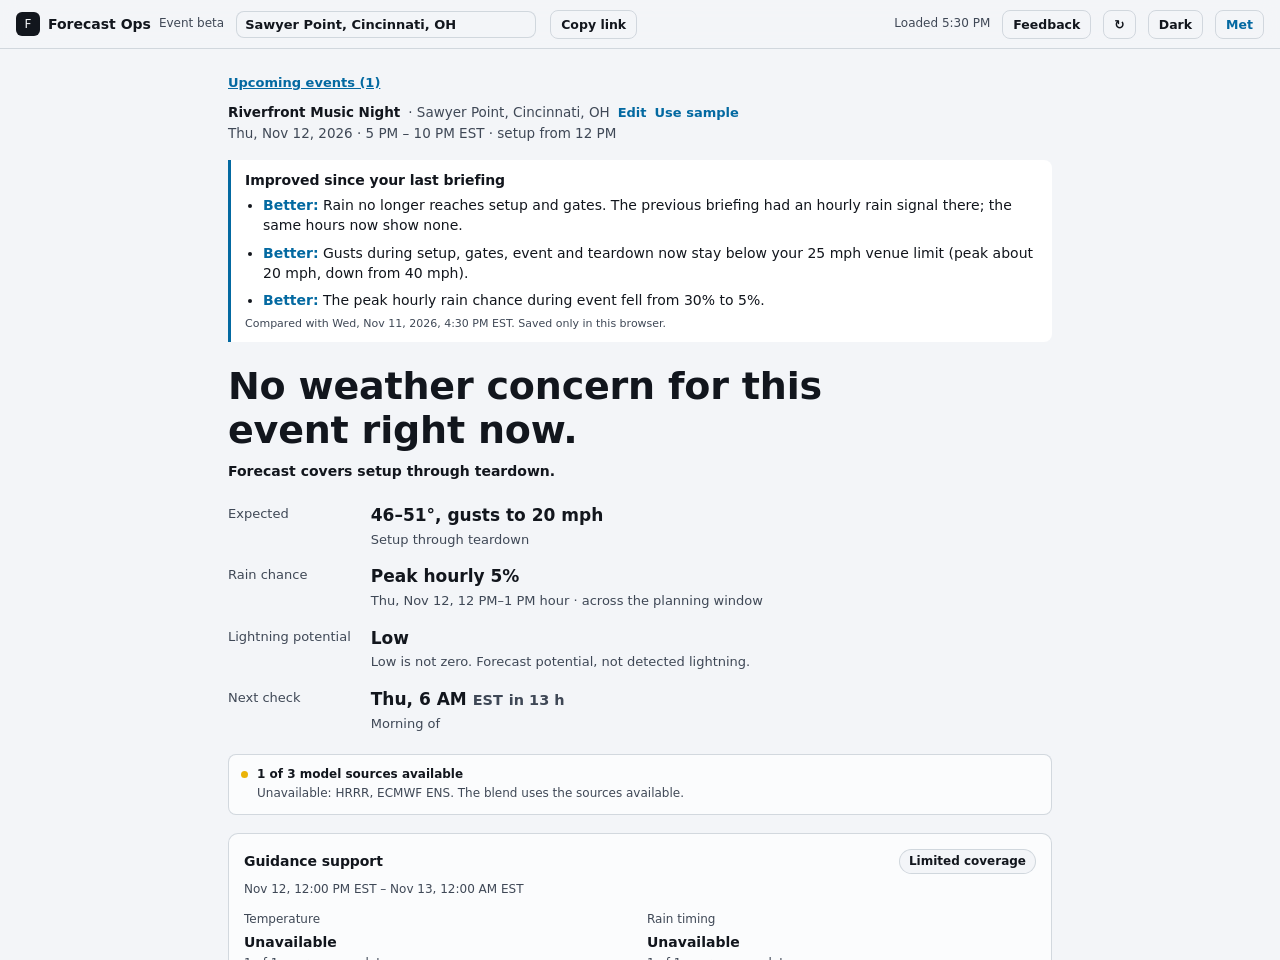 F Forecast Ops Event beta Sawyer Point, Cincinnati, OH Copy link Loaded 5:30 PM Feedback ↻ Dark Met
Upcoming events (1)
Riverfront Music Night · Sawyer Point, Cincinnati, OH Edit Use sample
Thu, Nov 12, 2026 · 5 PM – 10 PM EST · setup from 12 PM
Improved since your last briefing
• Better: Rain no longer reaches setup and gates. The previous briefing had an hourly rain signal there; the
same hours now show none.
• Better: Gusts during setup, gates, event and teardown now stay below your 25 mph venue limit (peak about
20 mph, down from 40 mph).
• Better: The peak hourly rain chance during event fell from 30% to 5%.
Compared with Wed, Nov 11, 2026, 4:30 PM EST. Saved only in this browser.
No weather concern for this
event right now.
Forecast covers setup through teardown.
Expected 46–51°, gusts to 20 mph
Setup through teardown
Rain chance Peak hourly 5%
Thu, Nov 12, 12 PM–1 PM hour · across the planning window
Lightning potential Low
Low is not zero. Forecast potential, not detected lightning.
Next check Thu, 6 AM EST in 13 h
Morning of
1 of 3 model sources available
Unavailable: HRRR, ECMWF ENS. The blend uses the sources available.
Guidance support Limited coverage
Nov 12, 12:00 PM EST – Nov 13, 12:00 AM EST
Temperature Rain timing
Unavailable Unavailable